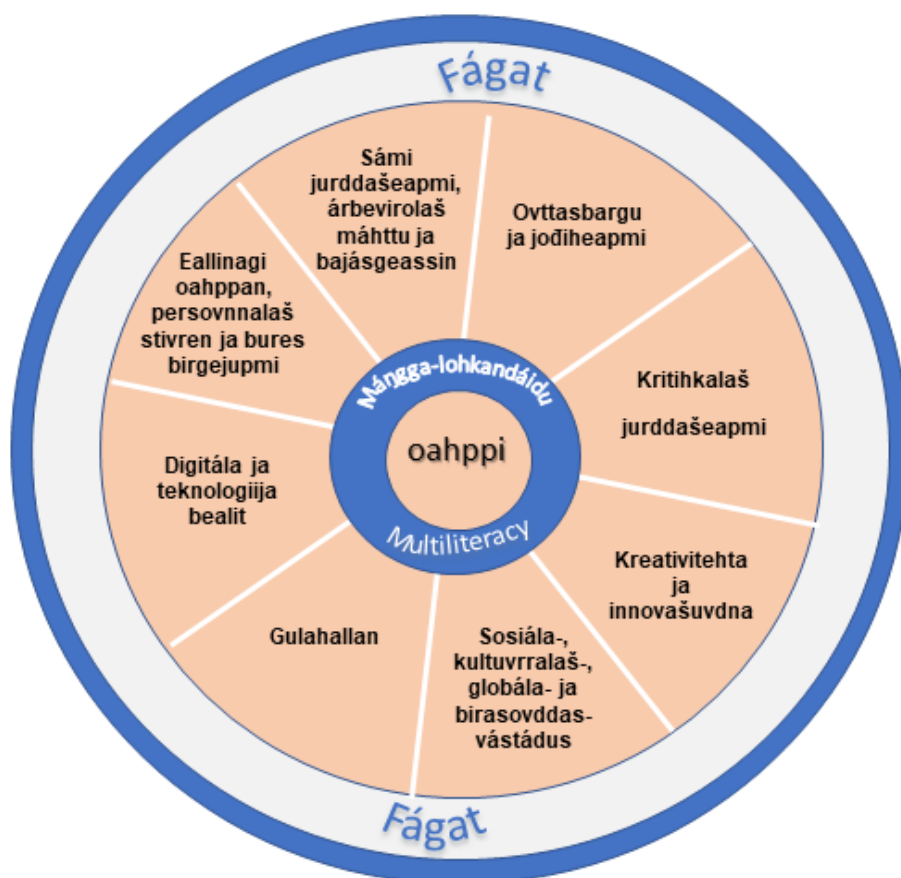 Fágat
Sámi
jurddašeapmi,
árbevirolaš
máhttu ja
bajásgeassin
Ovttasbargu
ja jođiheapmi
Eallinagi
oahppan,
persovnnalaš
stivren ja bures
birgejupmi
Kritihkalaš
jurddašeapmi
Máŋgga-lohkandáidu
oahppi
Multiliteracy
Digitála ja
teknologiija
bealit
Kreativitehta
ja
innovašuvdna
Gulahallan
Sosiála-,
kultuvrralaš-,
globála- ja
birasovddas-
vástádus
Fágat